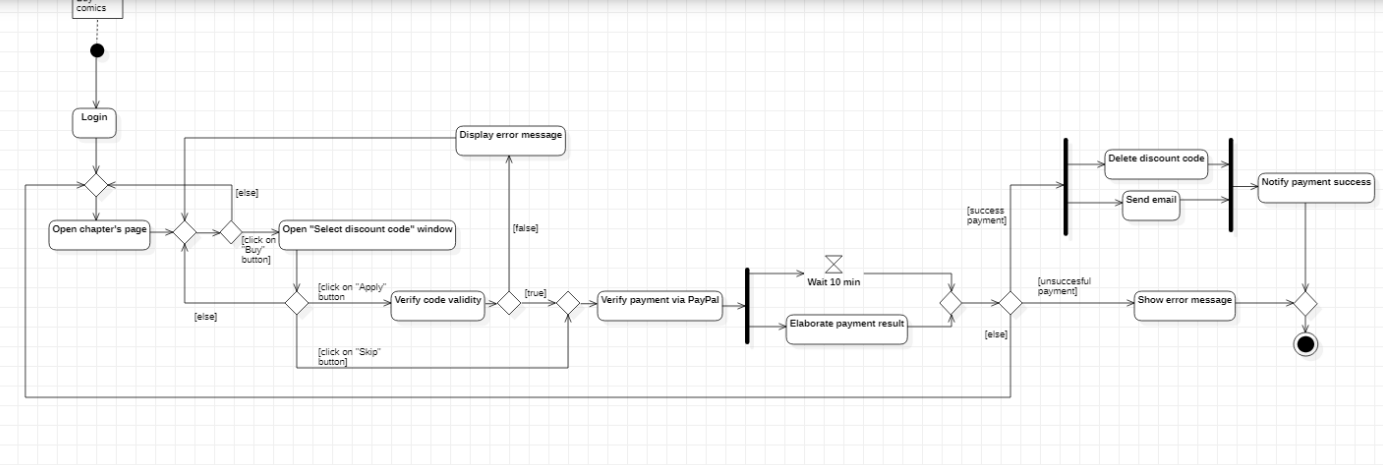 comics
Login
Display error message
[else]
Open chapter's page
Open "Select discount code" window
[click on
"Buy"
button]
[false]
[click on "Apply"
button
Verify code validity
[true]
Verify payment via PayPal
[else]
[click on "Skip"
button]
Wait 10 min
Elaborate payment result
[success
payment]
[unsuccesful
payment]
[else]
Delete discount code
Send email
Notify payment success
Show error message